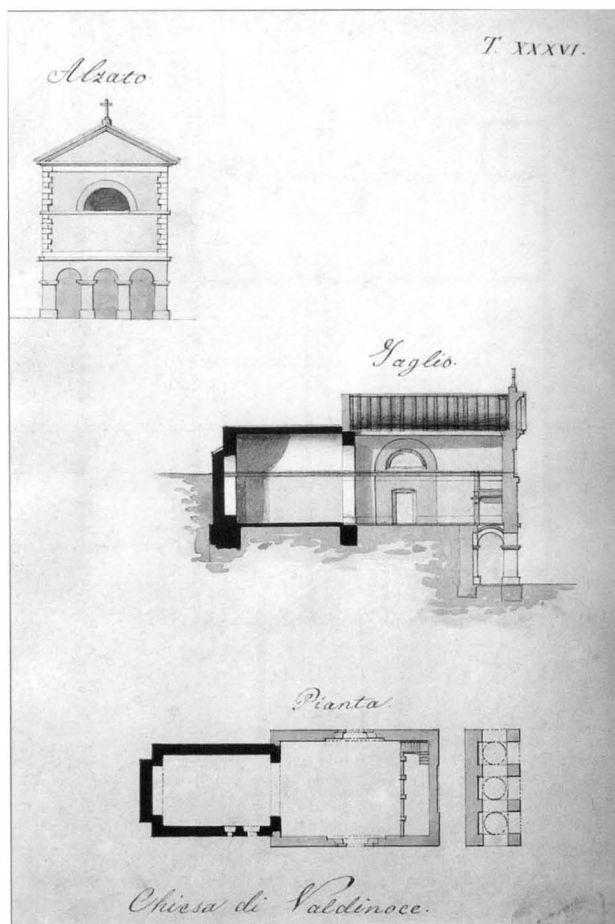 T. XXXVI.
Alzato.
Taglio.
Pianta.
Chiesa di Valdinoce.